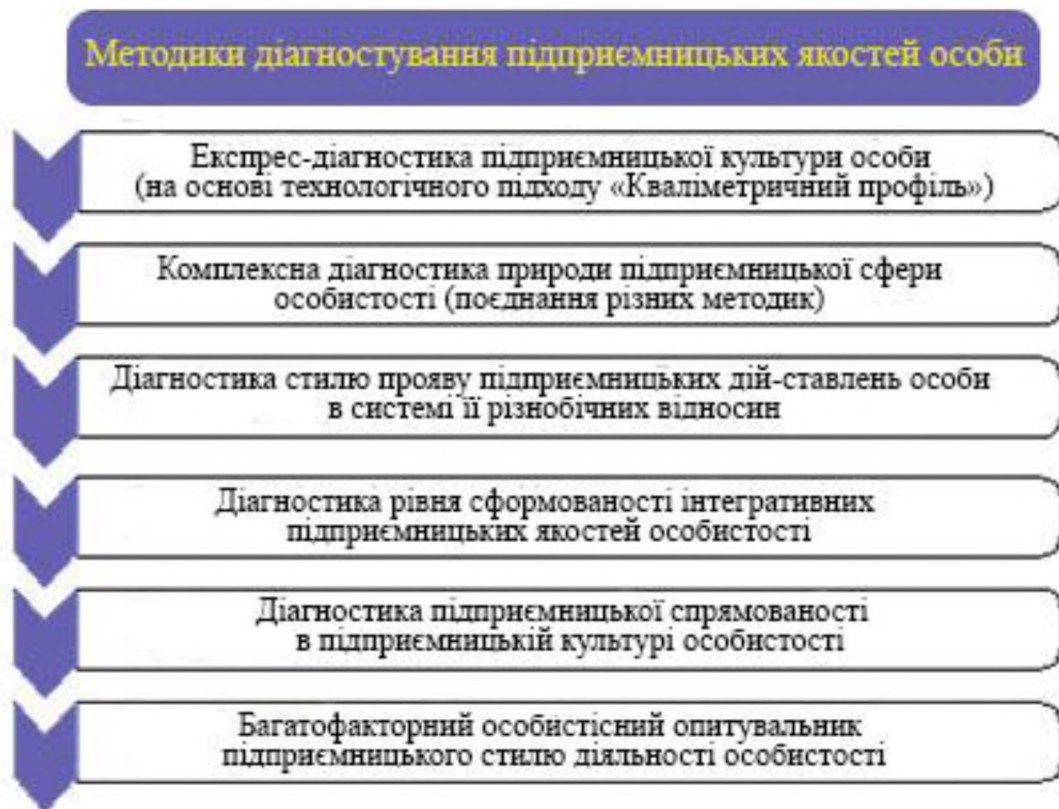 Методики діагностування підприємницьких якостей особи
Експрес-діагностика підприємницької культури особи
(на основі технологічного підходу «Кваліметричний профіль»)
Комплексна діагностика природи підприємницької сфери
особистості (поєднання різних методик)
Діагностика стилю прояву підприємницьких дій-ставлень особи
в системі її різнобічних відносин
Діагностика рівня сформованості інтегративних
підприємницьких якостей особистості
Діагностика підприємницької спрямованості
в підприємницькій культурі особистості
Багатофакторний особистісний опитувальник
підприємницького стилю діяльності особистості